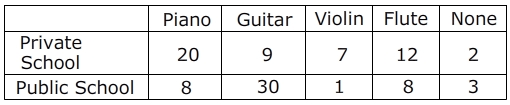 Piano Guitar Violin Flute None
Private School 20 9 7 12 2
Public School 8 30 1 8 3